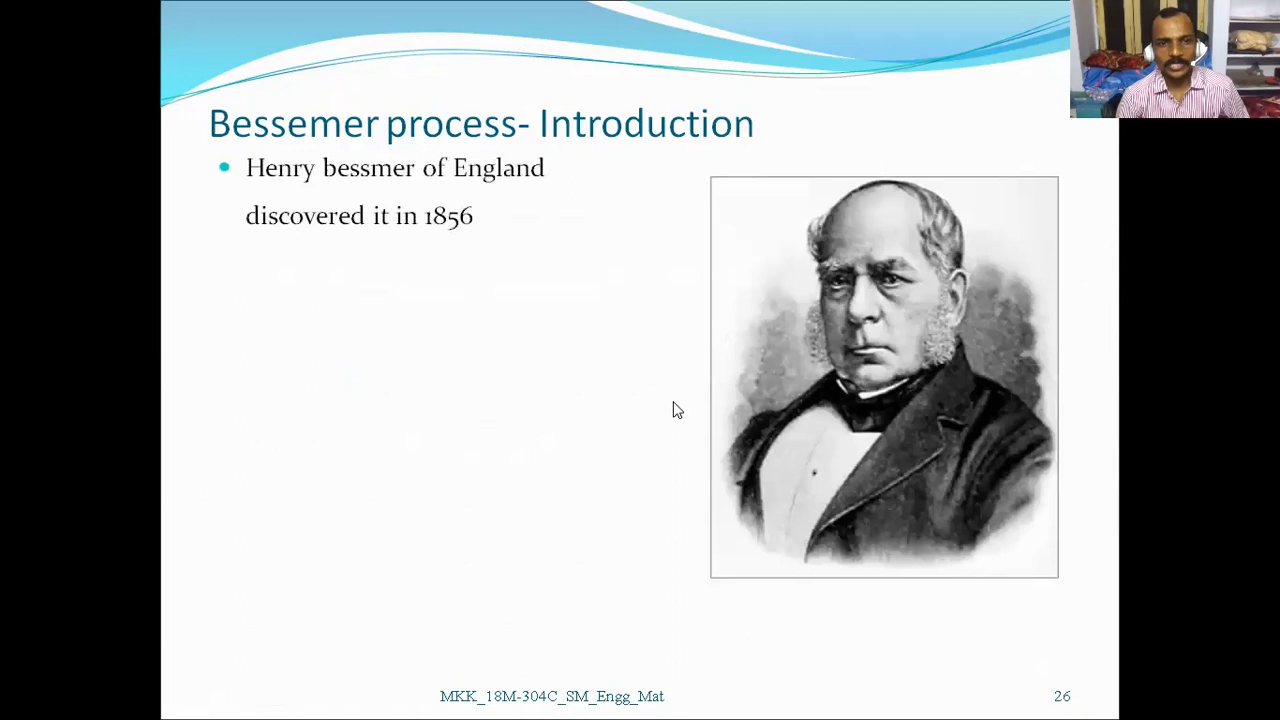 Bessemer process- Introduction
Henry bessmer of England
discovered it in 1856
MKK_18M-304C_SM_Engg_Mat
26